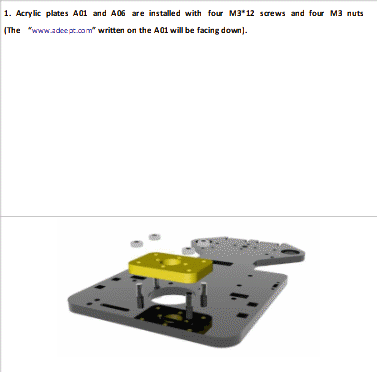 1. Acrylic plates A01 and A06 are installed with four M3*12 screws and four M3 nuts
(The "www.adeept.com" written on the A01 will be facing down).